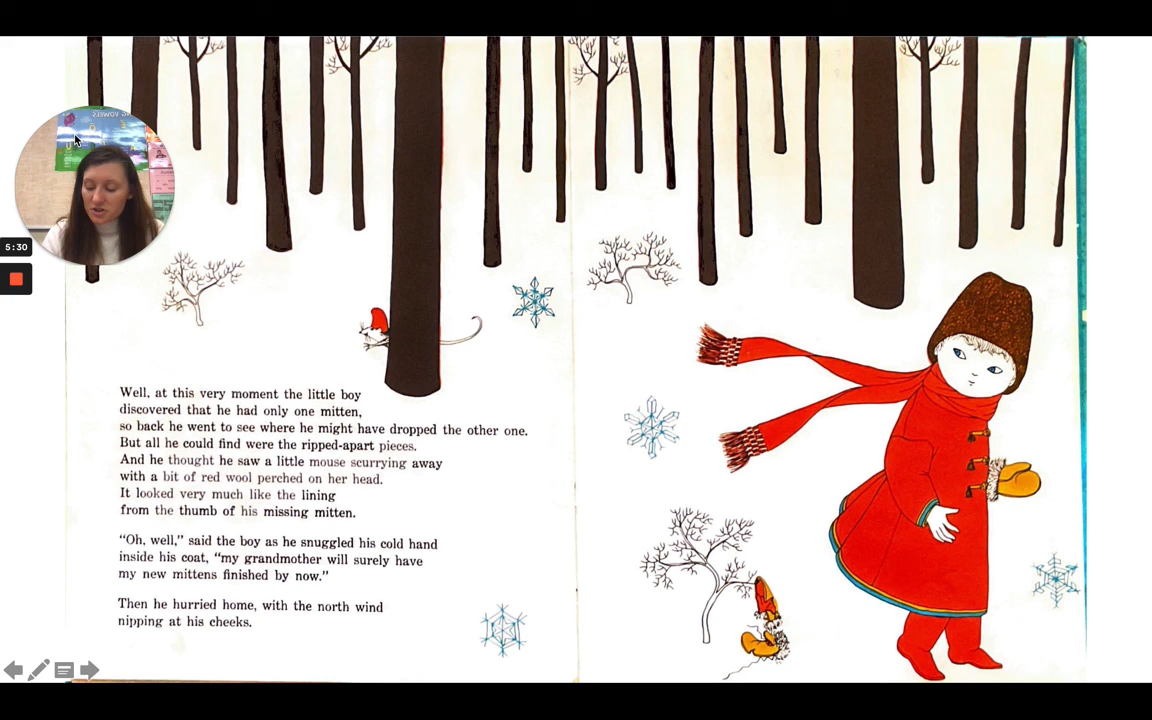 VOWELS
5:30
Well, at this very moment the little boy
discovered that he had only one mitten,
so back he went to see where he might have dropped the other one.
But all he could find were the ripped-apart pieces.
And he thought he saw a little mouse scurrying away
with a bit of red wool perched on her head.
It looked very much like the lining
from the thumb of his missing mitten.
“Oh, well,” said the boy as he snuggled his cold hand
inside his coat, “my grandmother will surely have
my new mittens finished by now.”
Then he hurried home, with the north wind
nipping at his cheeks.